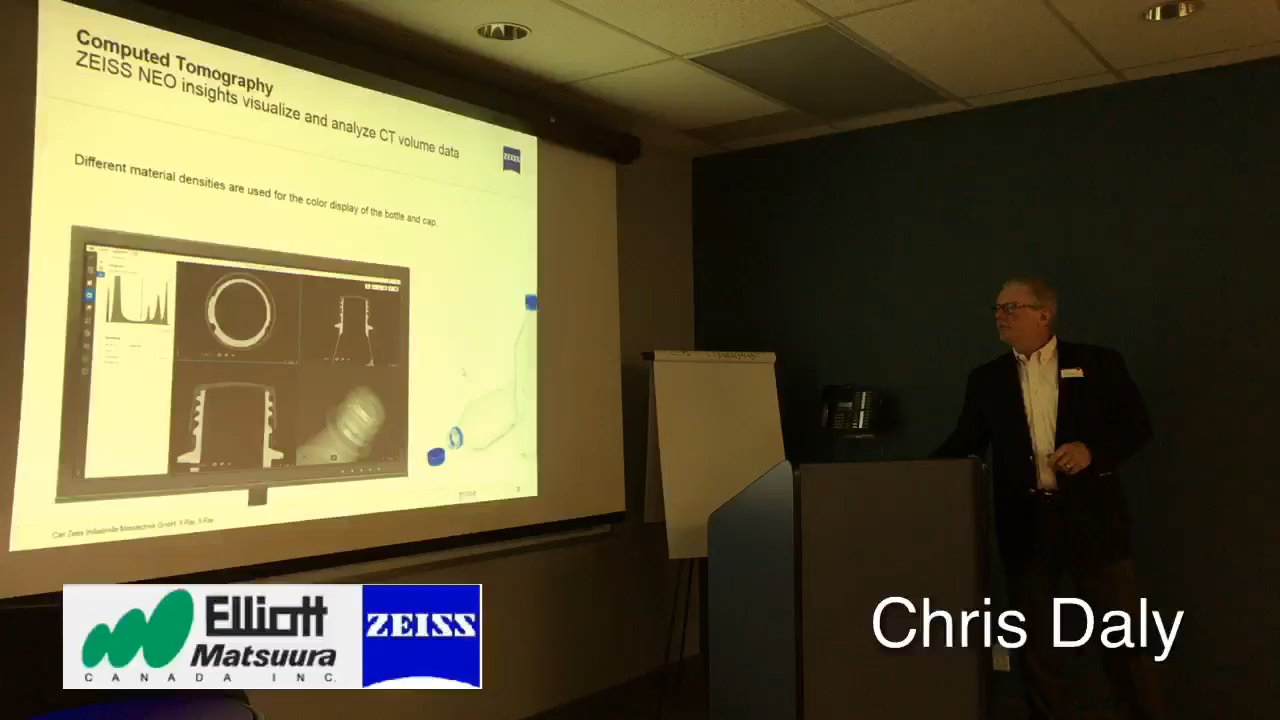 Computed Tomography
ZEISS NEO insights visualize and analyze CT volume data
ZEISS
Different material densities are used for the color display of the bottle and cap.
Carl Zeiss Industrielle Messtechnik GmbH, X-Ray, X-Ray
Elliott
Matsuura
CANADA INC.
ZEISS
Chris Daly